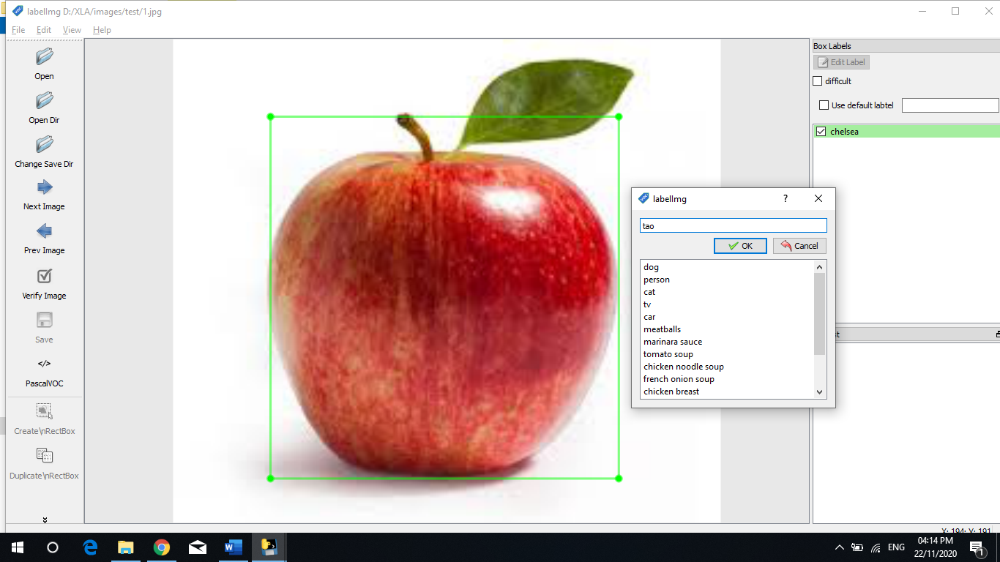 labelImg D:/XLA/images/test/1.jpg
File Edit View Help
Open
Open Dir
Change Save Dir
Next Image
Prev Image
Verify Image
Save
</>
PascalVOC
Create\nRectBox
Duplicate\nRectBox
Box Labels
Edit Label
difficult
Use default labtel
chelsea
labelImg
tao
OK Cancel
dog
person
cat
tv
car
meatballs
marinara sauce
tomato soup
chicken noodle soup
french onion soup
chicken breast
X: 194; Y: 191
ENG
04:14 PM
22/11/2020
1